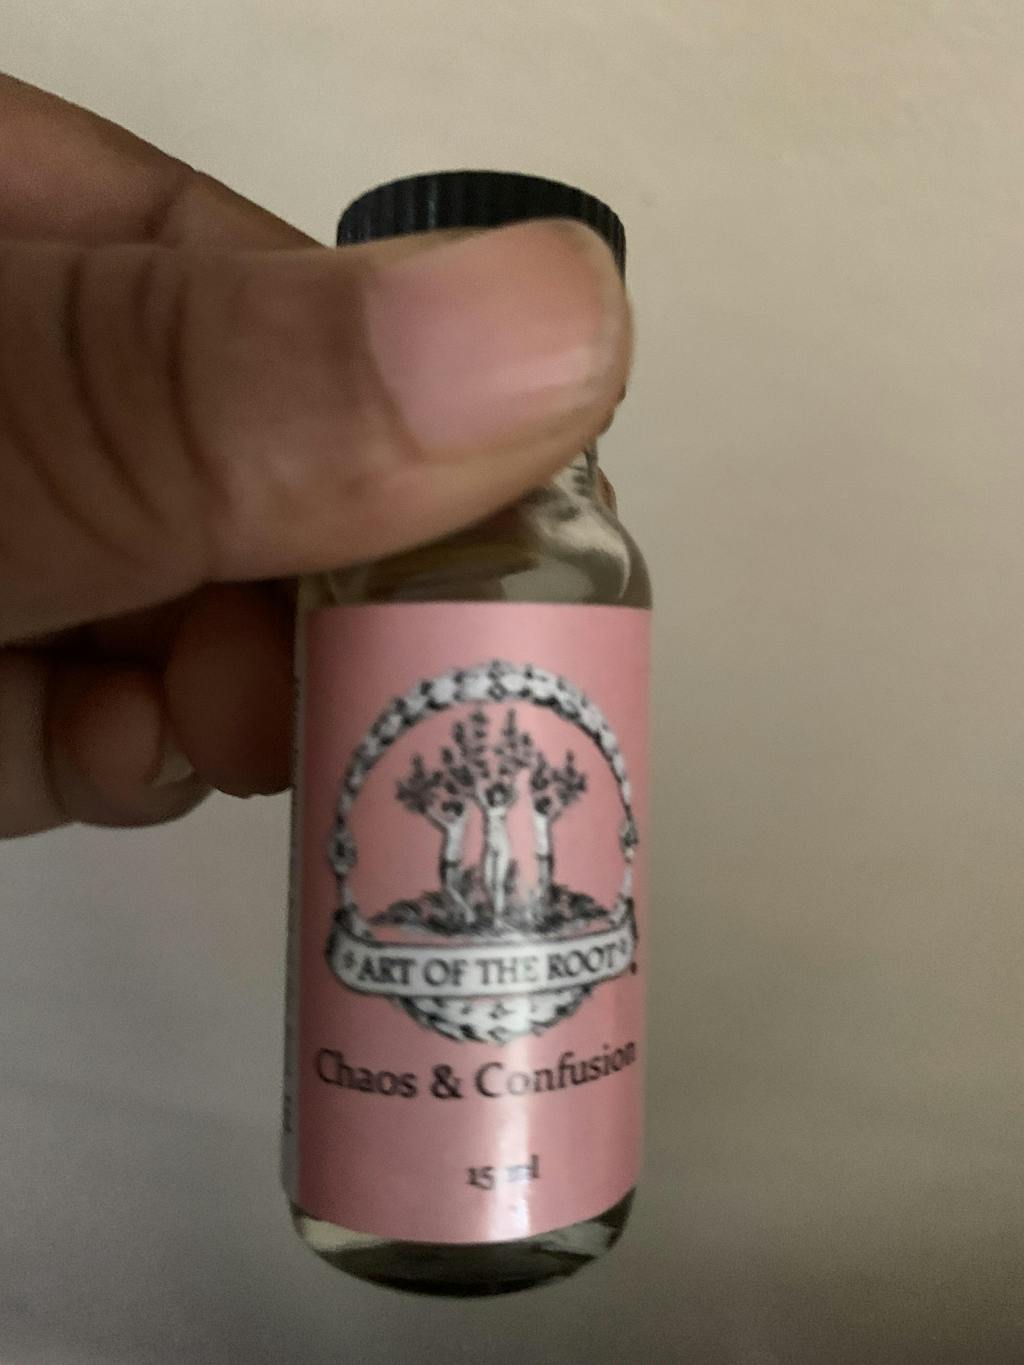 ART OF THE ROOT
Chaos & Confusion
15 ml